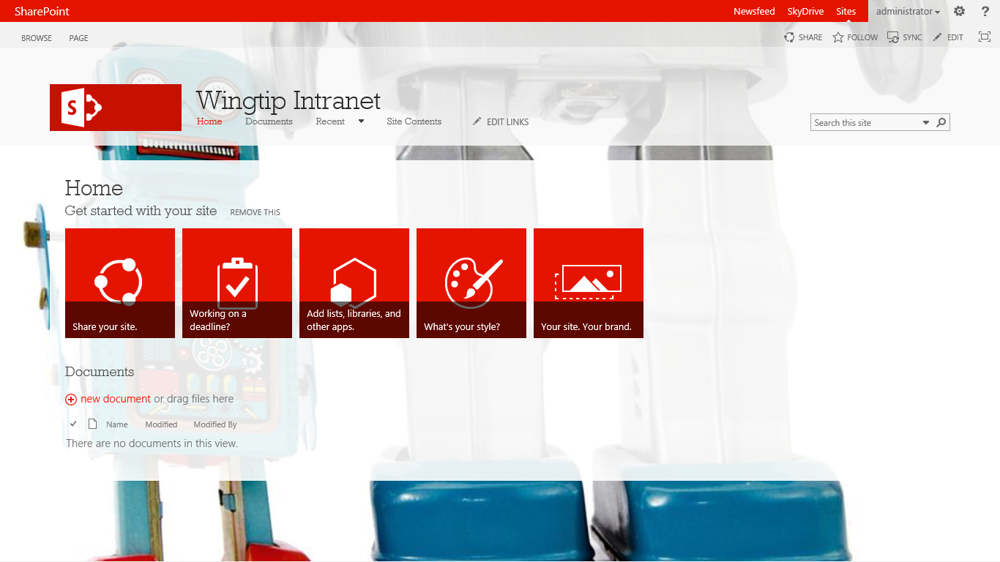 SharePoint
Newsfeed SkyDrive Sites administrator ?
BROWSE PAGE
SHARE FOLLOW SYNC EDIT
S
Wingtip Intranet
Home Documents Recent Site Contents EDIT LINKS
Search this site
Home
Get started with your site REMOVE THIS
Share your site.
Working on a
deadline?
Add lists, libraries, and
other apps.
What's your style?
Your site. Your brand.
Documents
new document or drag files here
Name Modified Modified By
There are no documents in this view.